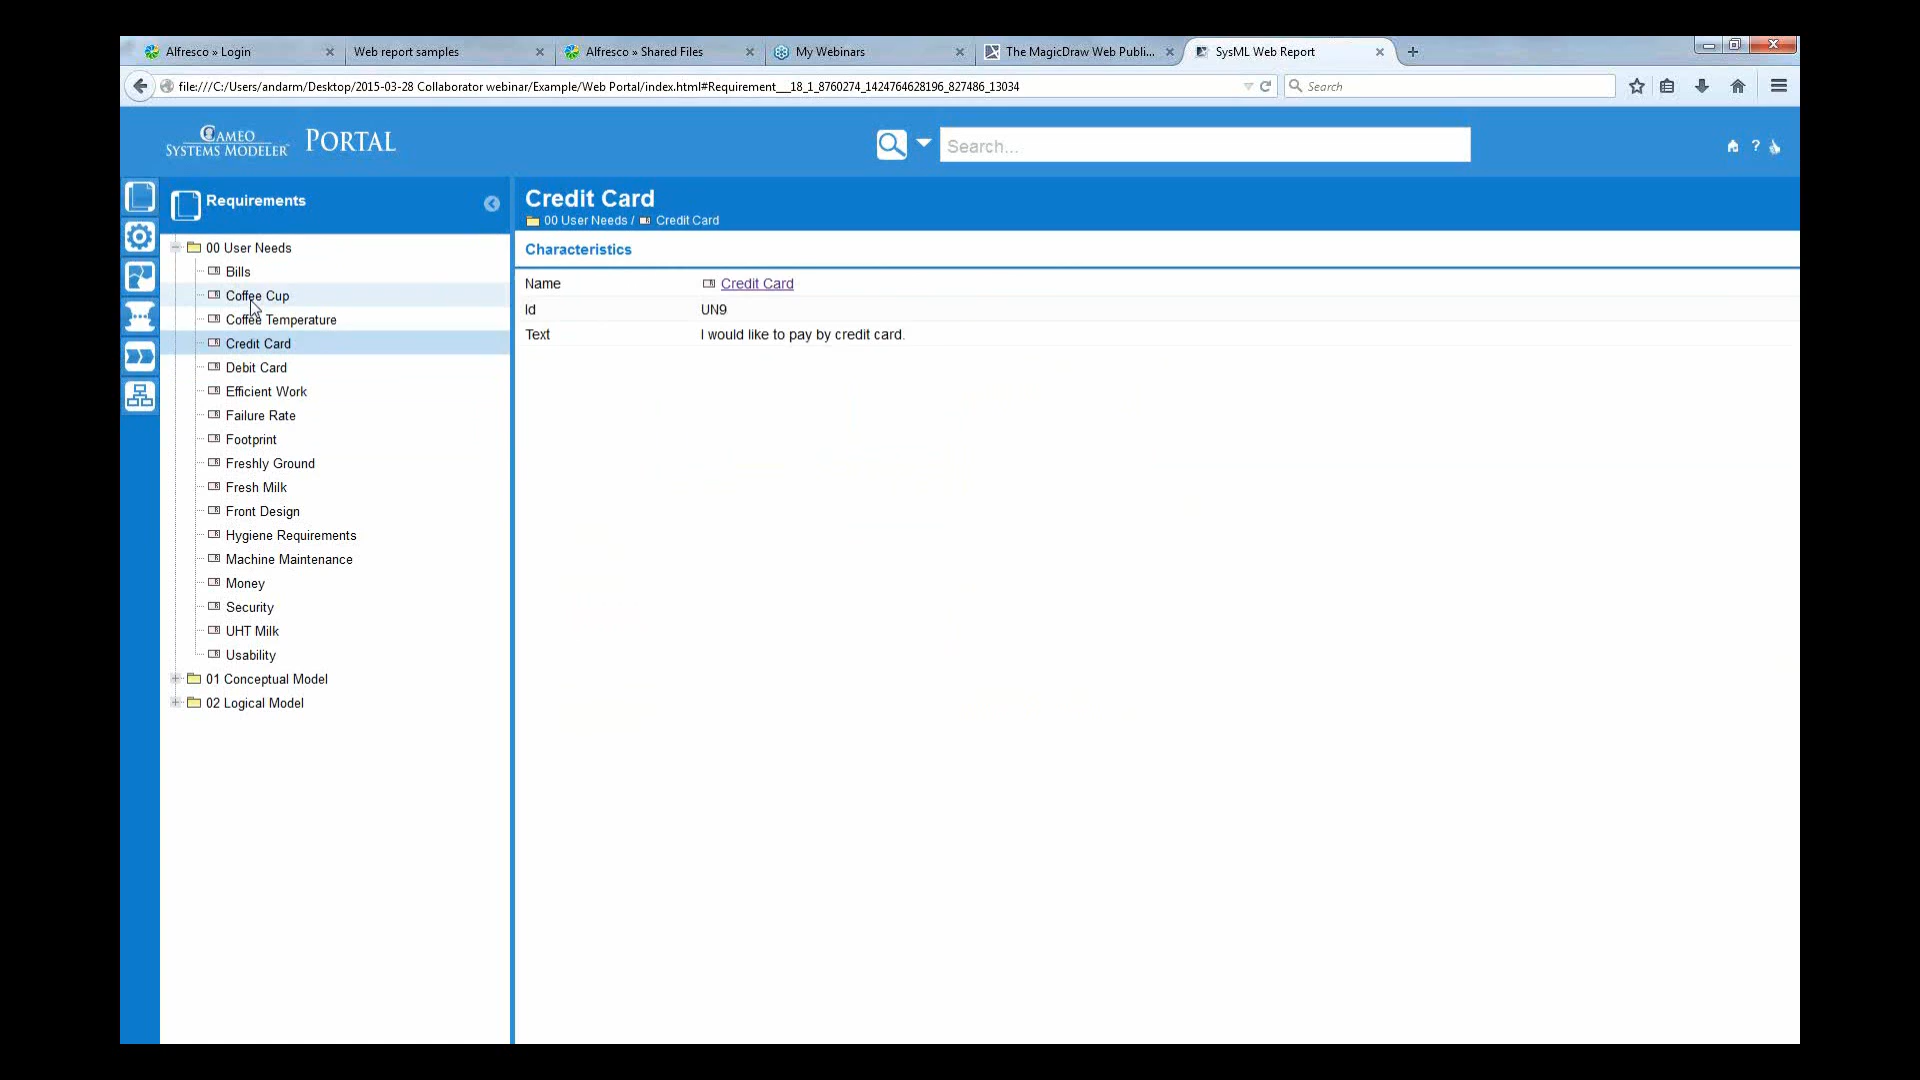 Alfresco » Login
Web report samples
Alfresco » Shared Files
My Webinars
The MagicDraw Web Publi...
SysML Web Report
file:///C:/Users/andarm/Desktop/2015-03-28 Collaborator webinar/Example/Web Portal/index.html#Requirement__18_1_8760274_1424764628196_827486_13034
Search
CAMEO
SYSTEMS MODELER
PORTAL
Search...
?
Requirements
00 User Needs
Bills
Coffee Cup
Coffee Temperature
Credit Card
Debit Card
Efficient Work
Failure Rate
Footprint
Freshly Ground
Fresh Milk
Front Design
Hygiene Requirements
Machine Maintenance
Money
Security
UHT Milk
Usability
01 Conceptual Model
02 Logical Model
Credit Card
00 User Needs / Credit Card
Characteristics
Name Credit Card
Id UN9
Text I would like to pay by credit card.